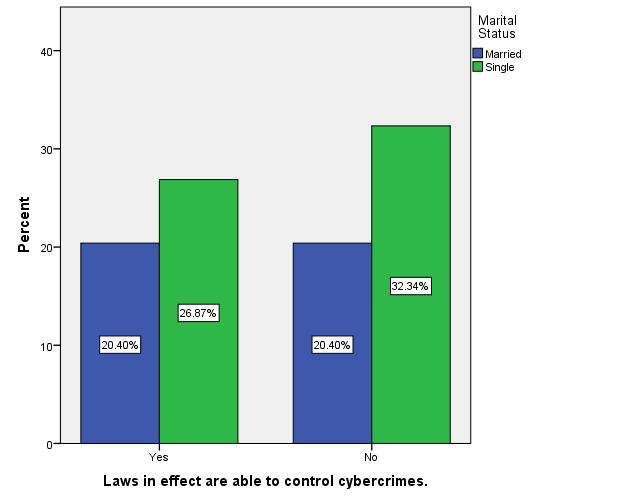 Marital
Status
Married
Single
40
30
20
10
0
Percent
20.40%
26.87%
20.40%
32.34%
Yes
No
Laws in effect are able to control cybercrimes.